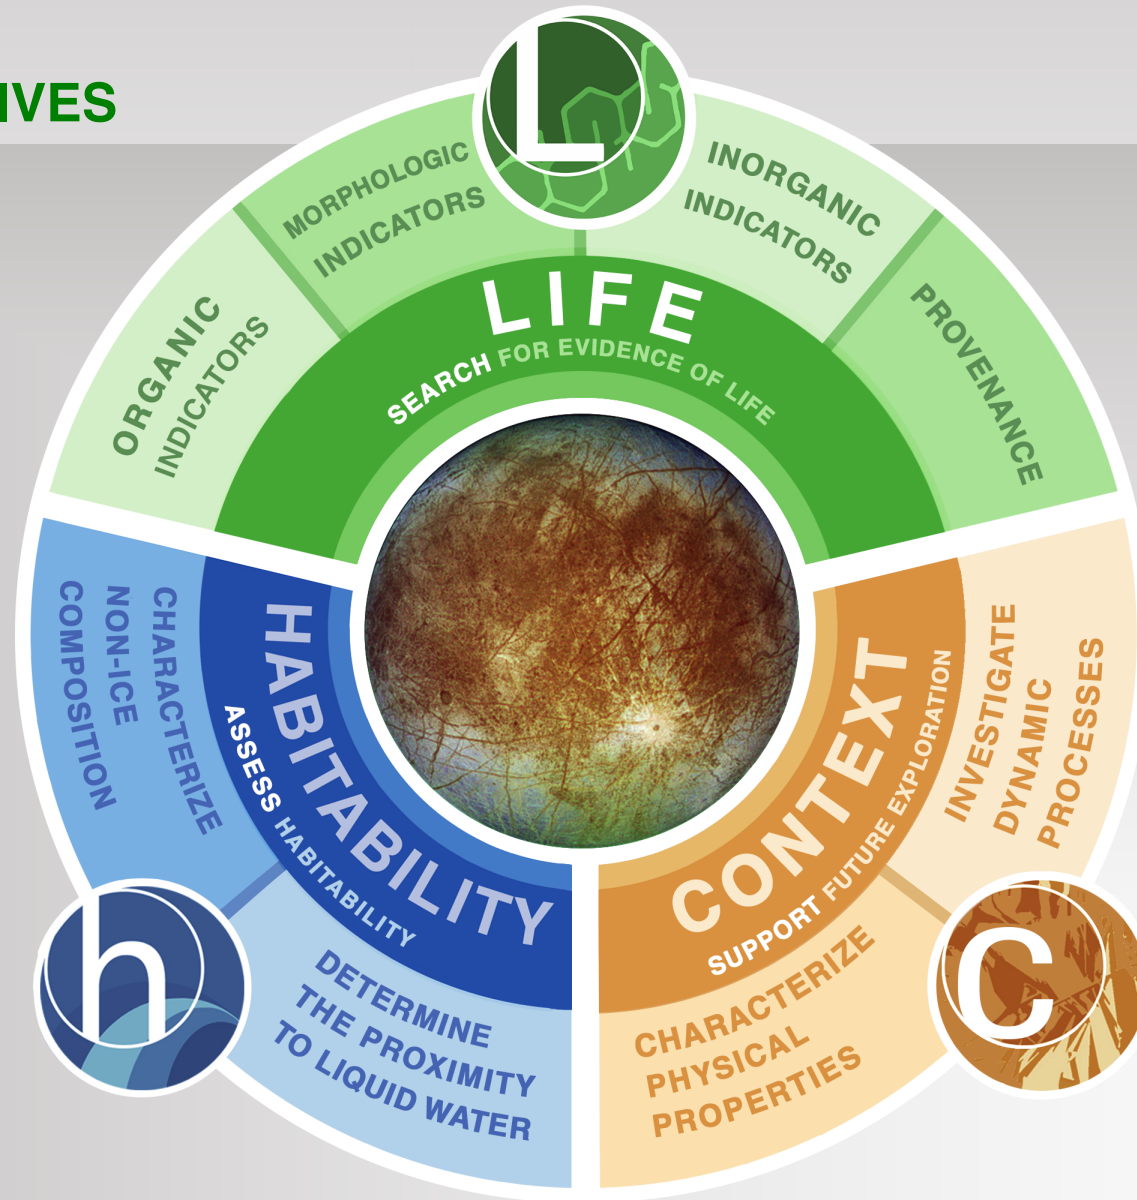 IVES
L
MORPHOLOGIC
INDICATORS
INORGANIC
INDICATORS
ORGANIC
INDICATORS
PROVENANCE
LIFE
SEARCH FOR EVIDENCE OF LIFE
CHARACTERIZE
NON-ICE
COMPOSITION
HABITABILITY
ASSESS HABITABILITY
CONTEXT
SUPPORT FUTURE EXPLORATION
INVESTIGATE
DYNAMIC
PROCESSES
h
DETERMINE
THE PROXIMITY
TO LIQUID WATER
CHARACTERIZE
PHYSICAL
PROPERTIES
C